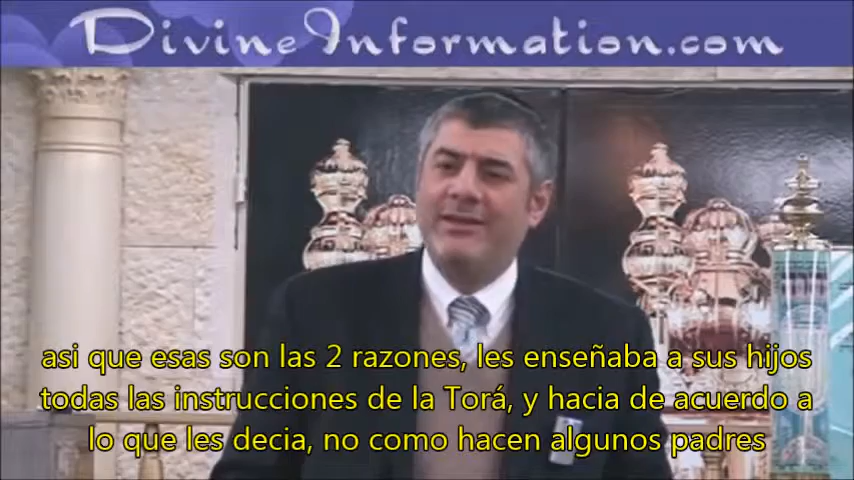 DivineInformation.com
asi que esas son las 2 razones, les enseñaba a sus hijos
todas las instrucciones de la Torá, y hacia de acuerdo a
lo que les decia, no como hacen algunos padres